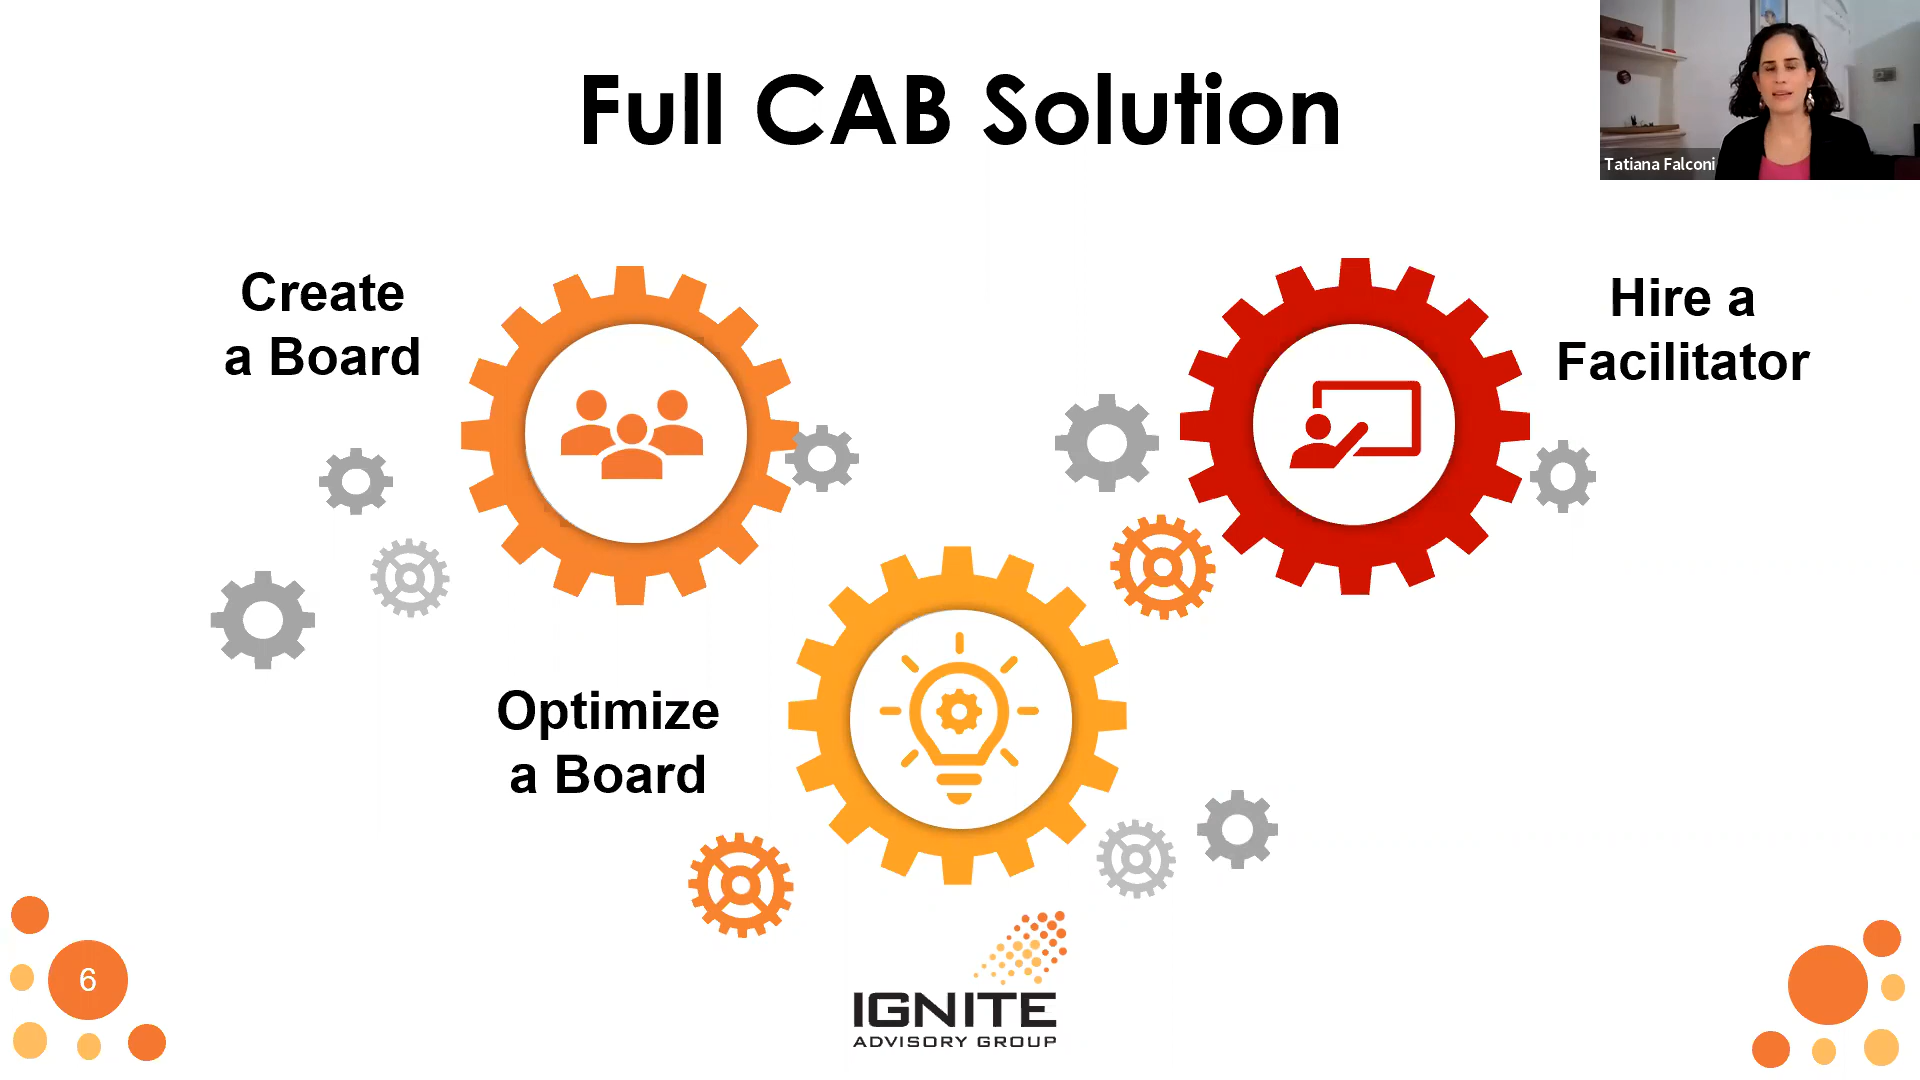 Full CAB Solution
Tatiana Falconi
Create
a Board
Hire a
Facilitator
Optimize
a Board
6
IGNITE
ADVISORY GROUP